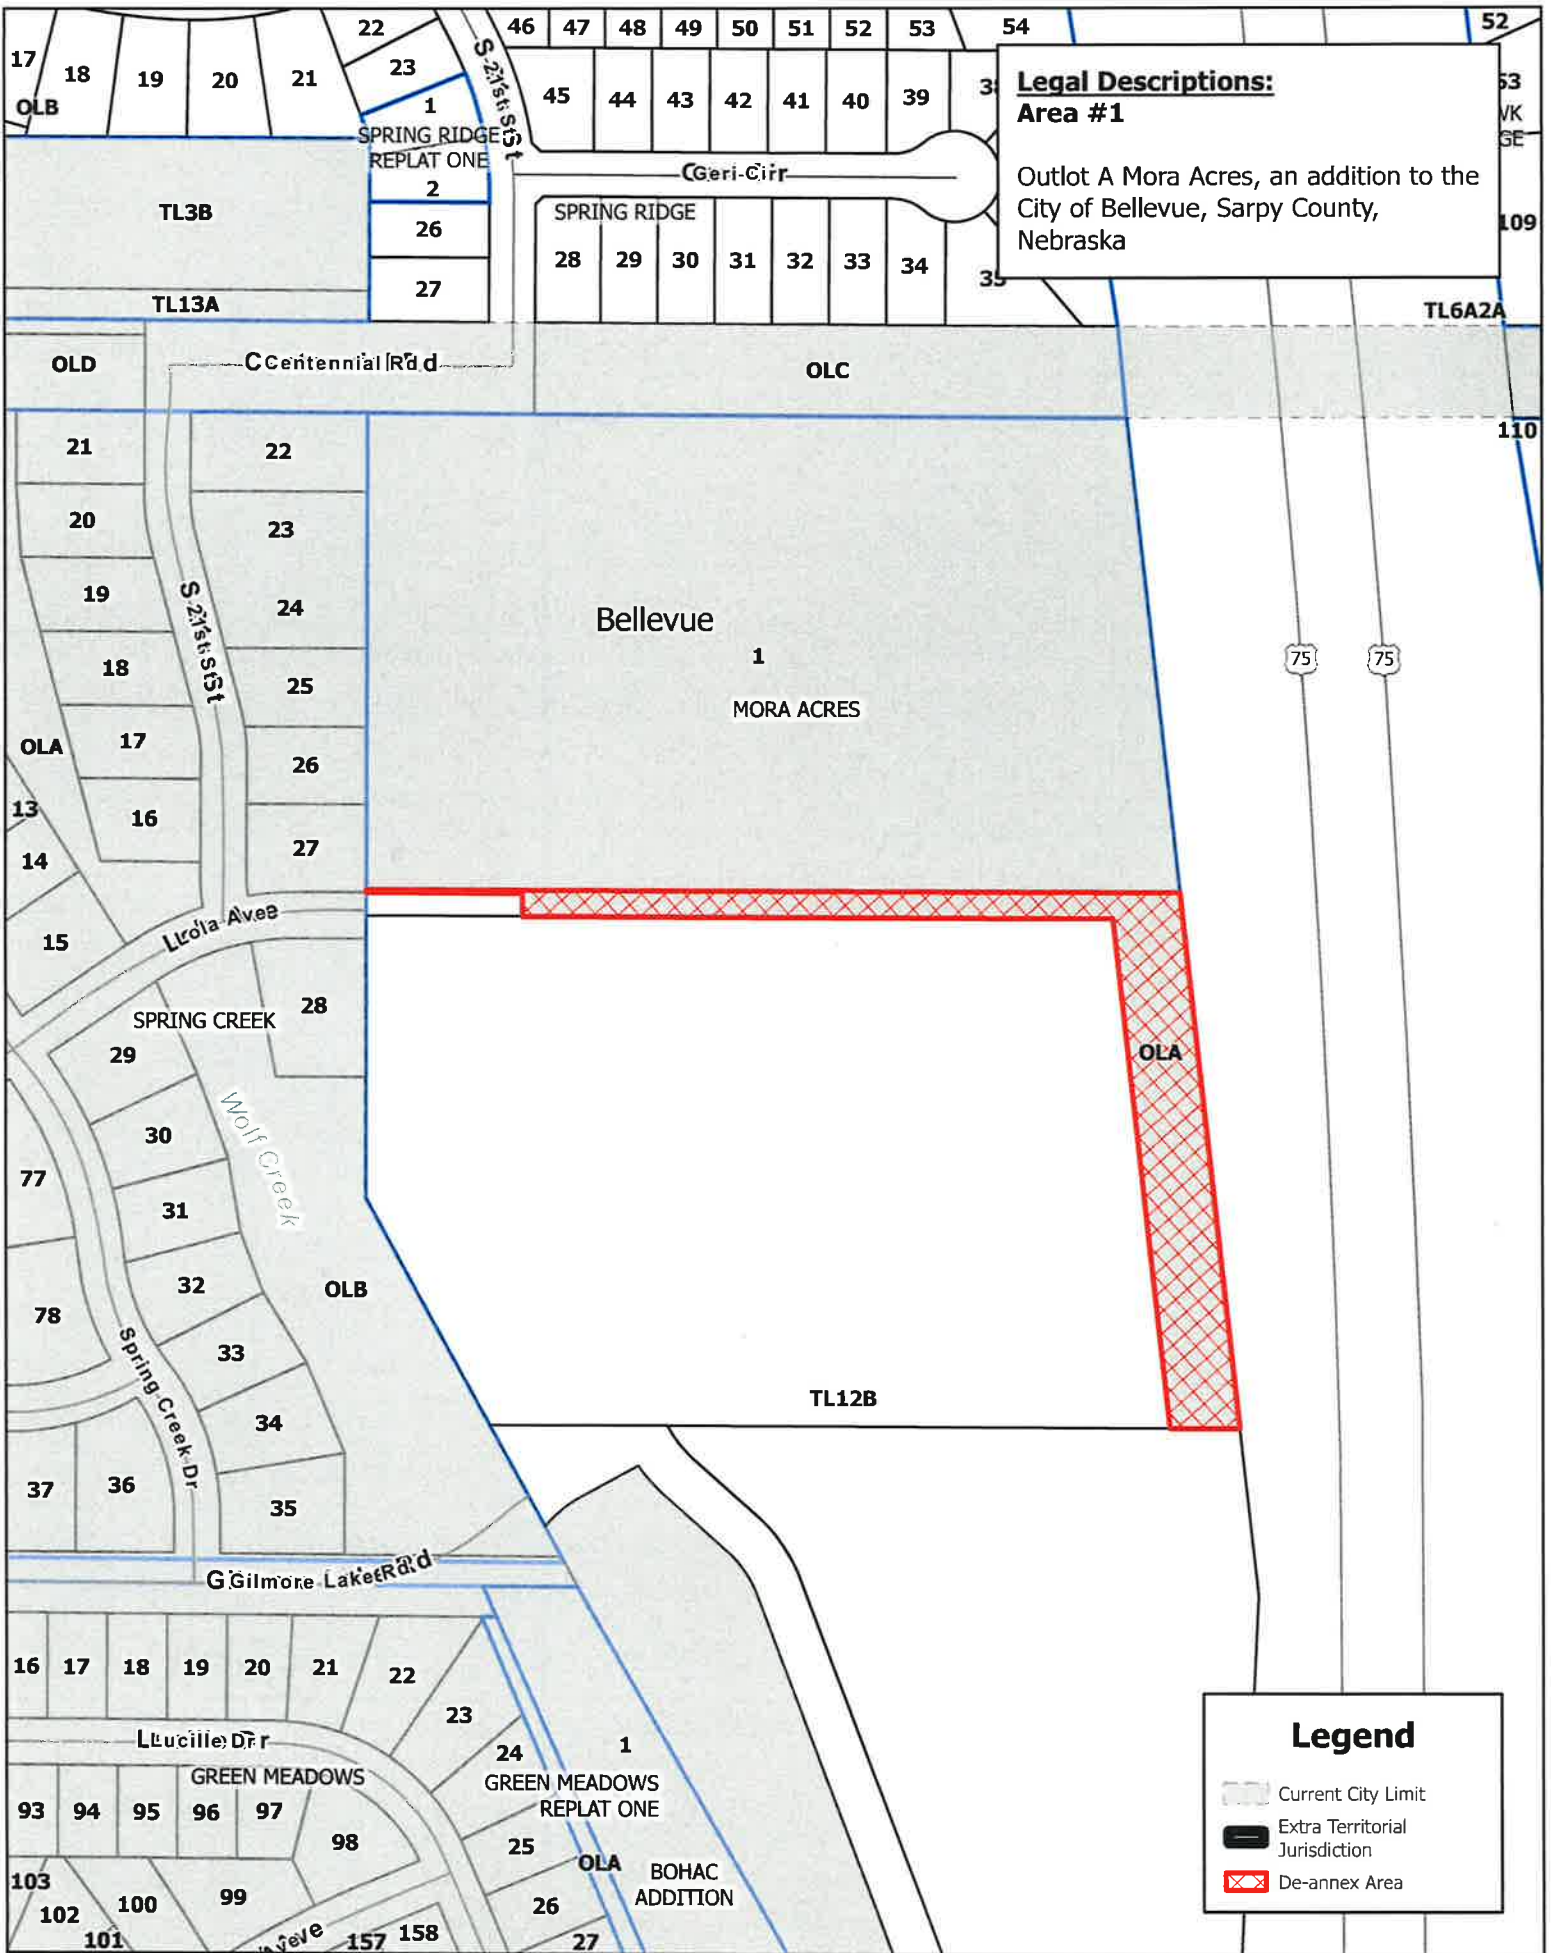 22
46 47 48 49 50 51 52 53 54
52
17 18 19 20 21
23
S 21st St
45 44 43 42 41 40 39
Legal Descriptions:
Area #1
Outlot A Mora Acres, an addition to the
City of Bellevue, Sarpy County,
Nebraska
OLB
1
SPRING RIDGE
REPLAT ONE
2
Geri Cir
TL3B
SPRING RIDGE
109
26
28 29 30 31 32 33 34
27
TL13A
TL6A2A
OLD
Centennial Rd
OLC
21
22
110
20
23
19
24
S 21st St
Bellevue
1
18
25
75 75
MORA ACRES
OLA
17
26
13
16
27
14
15
Lola Ave
28
SPRING CREEK
29
OLA
Wolf Creek
30
77
31
32
OLB
78
33
Spring Creek Dr
TL12B
34
37 36
35
Gilmore Lake Rd
16 17 18 19 20 21 22
23
Lucille Dr
24
1
GREEN MEADOWS
GREEN MEADOWS
REPLAT ONE
93 94 95 96 97
98
25
OLA
BOHAC
ADDITION
103
102 100 99
26
101
Ave
157 158
27
Legend
Current City Limit
Extra Territorial
Jurisdiction
De-annex Area